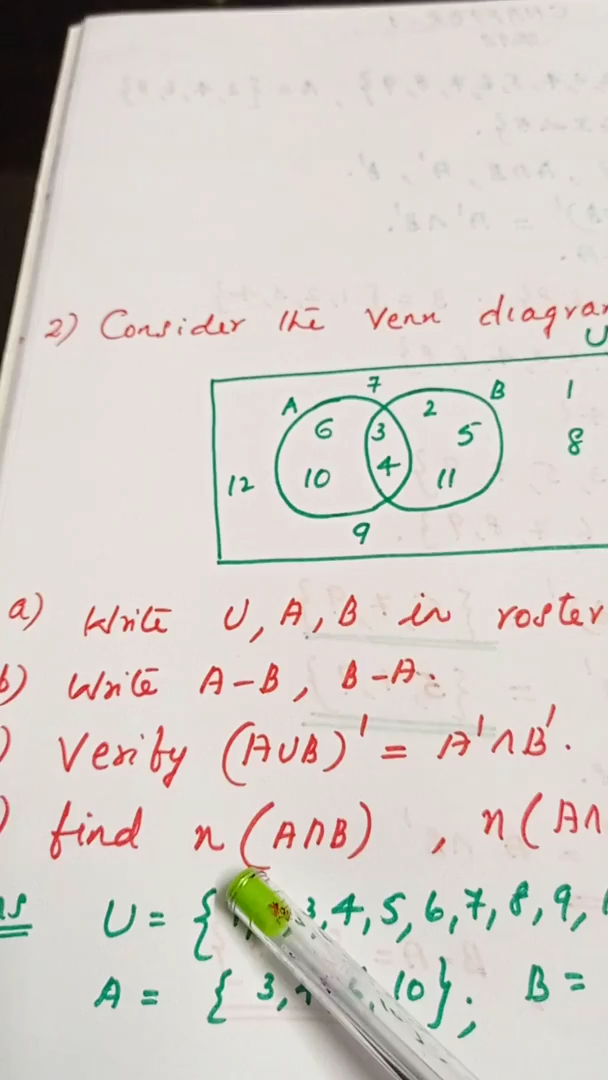 2) Consider the Venn diagram
U
7
A B 1
6 3 2 5 8
12 10 4 11
9
a) Write U, A, B in roster
b) Write A-B, B-A.
) Verify (A∪B)' = A'∩B'.
) find n(A∩B), n(A∩
U = { 3, 4, 5, 6, 7, 8, 9,
A = { 3, 10}; B =